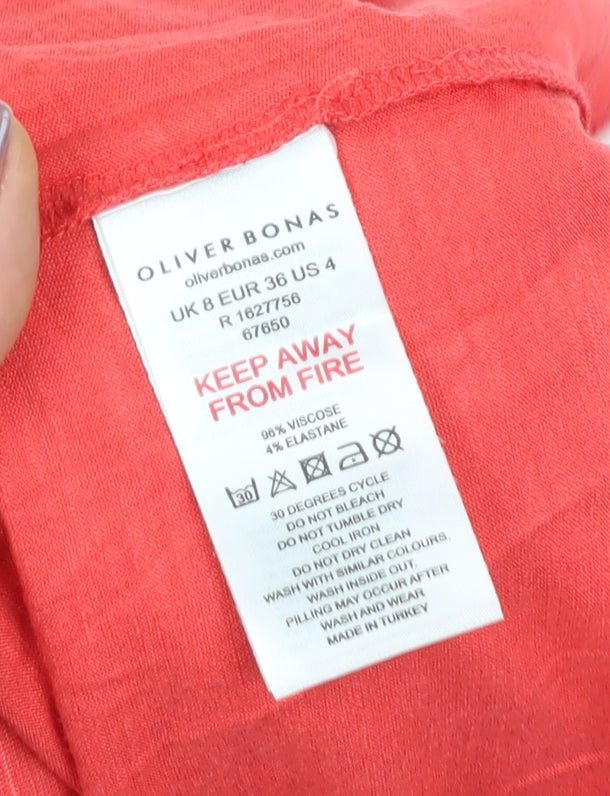 OLIVER BONAS
oliverbonas.com
UK 8 EUR 36 US 4
R 1627756
67650
KEEP AWAY
FROM FIRE
96% VISCOSE
4% ELASTANE
30
30 DEGREES CYCLE
DO NOT BLEACH
DO NOT TUMBLE DRY
COOL IRON
DO NOT DRY CLEAN
WASH WITH SIMILAR COLOURS.
WASH INSIDE OUT.
PILLING MAY OCCUR AFTER
WASH AND WEAR
MADE IN TURKEY